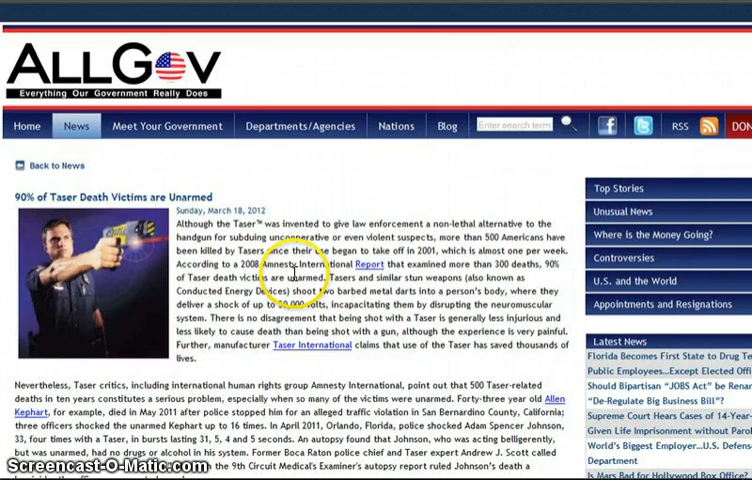 ALLGOV
Everything Our Government Really Does
Home News Meet Your Government Departments/Agencies Nations Blog Enter search term RSS DON
Back to News
90% of Taser Death Victims are Unarmed
Sunday, March 18, 2012
Although the Taser™ was invented to give law enforcement a non-lethal alternative to the
handgun for subduing uncooperative or even violent suspects, more than 500 Americans have
been killed by Tasers since their use began to take off in 2001, which is almost one per week.
According to a 2008 Amnesty International Report that examined more than 300 deaths, 90%
of Taser death victims are unarmed. Tasers and similar stun weapons (also known as
Conducted Energy Devices) shoot two barbed metal darts into a person's body, where they
deliver a shock of up to 50,000 volts, incapacitating them by disrupting the neuromuscular
system. There is no disagreement that being shot with a Taser is generally less injurious and
less likely to cause death than being shot with a gun, although the experience is very painful.
Further, manufacturer Taser International claims that use of the Taser has saved thousands of
lives.
Nevertheless, Taser critics, including international human rights group Amnesty International, point out that 500 Taser-related
deaths in ten years constitutes a serious problem, especially when so many of the victims were unarmed. Forty-three year old Allen
Kephart, for example, died in May 2011 after police stopped him for an alleged traffic violation in San Bernardino County, California;
three officers shocked the unarmed Kephart up to 16 times. In April 2011, Orlando, Florida, police shocked Adam Spencer Johnson,
33, four times with a Taser, in bursts lasting 31, 5, 4 and 5 seconds. An autopsy found that Johnson, who was acting belligerently,
but was unarmed, had no drugs or alcohol in his system. Former Boca Raton police chief and Taser expert Andrew J. Scott called
the 9th Circuit Medical's Examiner's autopsy report ruled Johnson's death a
Screencast-O-Matic.com
Top Stories
Unusual News
Where is the Money Going?
Controversies
U.S. and the World
Appointments and Resignations
Latest News
Florida Becomes First State to Drug Te
Public Employees...Except Elected Offi
Should Bipartisan “JOBS Act” be Renar
“De-Regulate Big Business Bill”?
Supreme Court Hears Cases of 14-Year-
Given Life Imprisonment without Parol
World’s Biggest Employer...U.S. Defens
Department
Is Mars Bad for Hollywood Box Office?